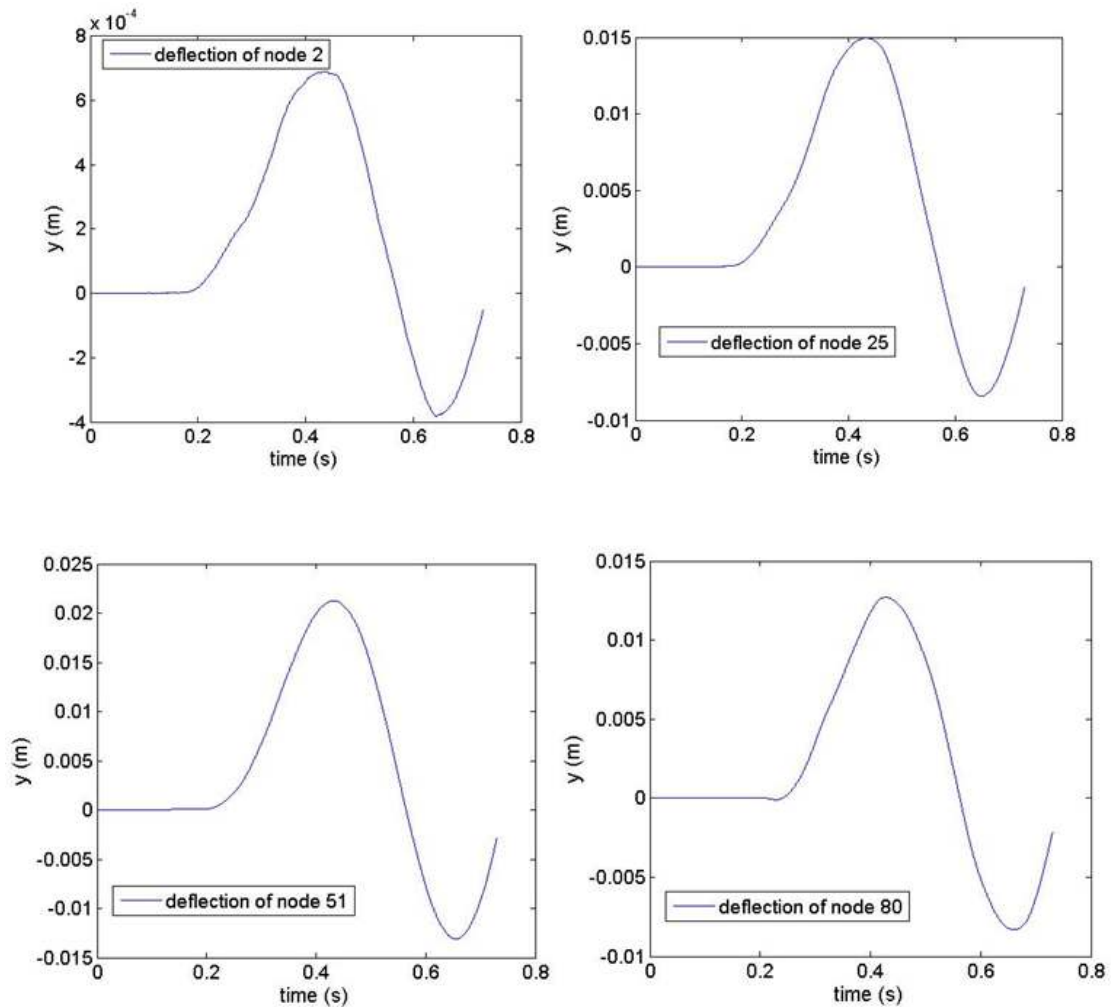 x 10⁻⁴
8
6
4
2
0
-2
-4
y (m)
deflection of node 2
0 0.2 0.4 0.6 0.8
time (s)
0.015
0.01
0.005
0
-0.005
-0.01
y (m)
deflection of node 25
0 0.2 0.4 0.6 0.8
time (s)
0.025
0.02
0.015
0.01
0.005
0
-0.005
-0.01
-0.015
y (m)
deflection of node 51
0 0.2 0.4 0.6 0.8
time (s)
0.015
0.01
0.005
0
-0.005
-0.01
y (m)
deflection of node 80
0 0.2 0.4 0.6 0.8
time (s)